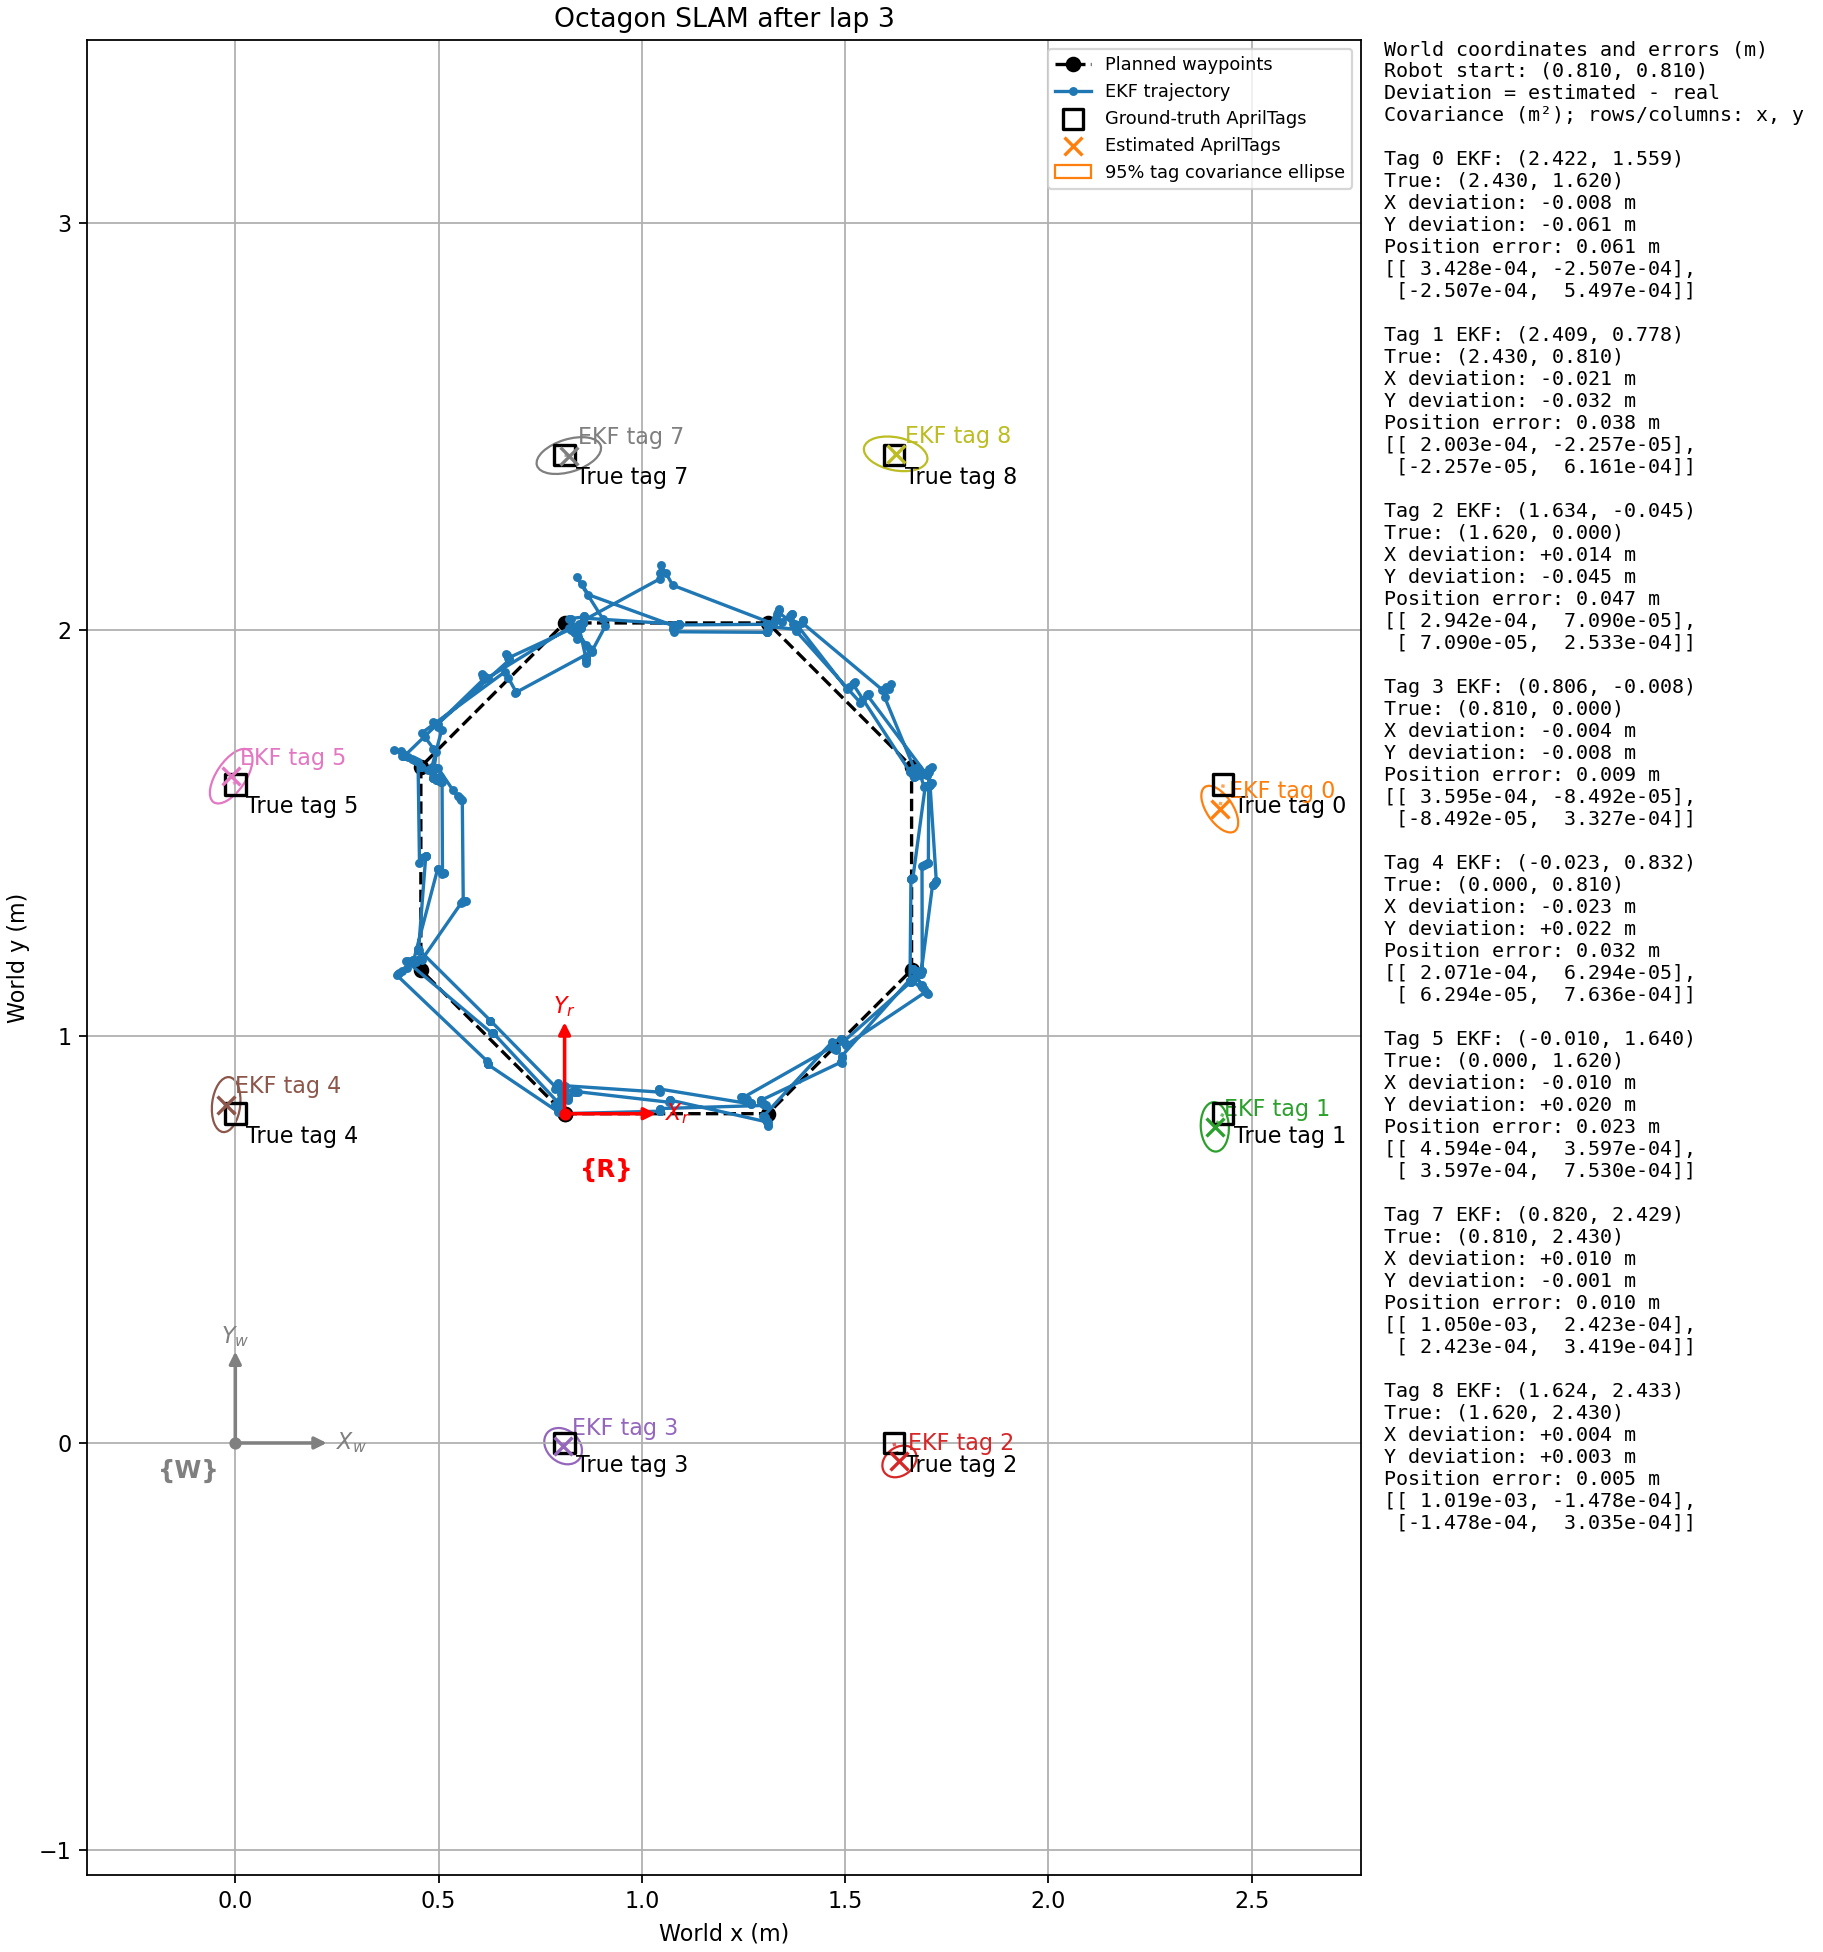 Octagon SLAM after lap 3
Planned waypoints
EKF trajectory
Ground-truth AprilTags
Estimated AprilTags
95% tag covariance ellipse
3
2
1
0
−1
World y (m)
0.0
0.5
1.0
1.5
2.0
2.5
World x (m)
EKF tag 7
True tag 7
EKF tag 8
True tag 8
EKF tag 5
True tag 5
EKF tag 0
True tag 0
EKF tag 4
True tag 4
EKF tag 1
True tag 1
EKF tag 3
True tag 3
EKF tag 2
True tag 2
Yr
Xr
{R}
Yw
Xw
{W}
World coordinates and errors (m)
Robot start: (0.810, 0.810)
Deviation = estimated - real
Covariance (m²); rows/columns: x, y
Tag 0 EKF: (2.422, 1.559)
True: (2.430, 1.620)
X deviation: -0.008 m
Y deviation: -0.061 m
Position error: 0.061 m
[[ 3.428e-04, -2.507e-04],
[-2.507e-04,  5.497e-04]]
Tag 1 EKF: (2.409, 0.778)
True: (2.430, 0.810)
X deviation: -0.021 m
Y deviation: -0.032 m
Position error: 0.038 m
[[ 2.003e-04, -2.257e-05],
[-2.257e-05,  6.161e-04]]
Tag 2 EKF: (1.634, -0.045)
True: (1.620, 0.000)
X deviation: +0.014 m
Y deviation: -0.045 m
Position error: 0.047 m
[[ 2.942e-04,  7.090e-05],
[ 7.090e-05,  2.533e-04]]
Tag 3 EKF: (0.806, -0.008)
True: (0.810, 0.000)
X deviation: -0.004 m
Y deviation: -0.008 m
Position error: 0.009 m
[[ 3.595e-04, -8.492e-05],
[-8.492e-05,  3.327e-04]]
Tag 4 EKF: (-0.023, 0.832)
True: (0.000, 0.810)
X deviation: -0.023 m
Y deviation: +0.022 m
Position error: 0.032 m
[[ 2.071e-04,  6.294e-05],
[ 6.294e-05,  7.636e-04]]
Tag 5 EKF: (-0.010, 1.640)
True: (0.000, 1.620)
X deviation: -0.010 m
Y deviation: +0.020 m
Position error: 0.023 m
[[ 4.594e-04,  3.597e-04],
[ 3.597e-04,  7.530e-04]]
Tag 7 EKF: (0.820, 2.429)
True: (0.810, 2.430)
X deviation: +0.010 m
Y deviation: -0.001 m
Position error: 0.010 m
[[ 1.050e-03,  2.423e-04],
[ 2.423e-04,  3.419e-04]]
Tag 8 EKF: (1.624, 2.433)
True: (1.620, 2.430)
X deviation: +0.004 m
Y deviation: +0.003 m
Position error: 0.005 m
[[ 1.019e-03, -1.478e-04],
[-1.478e-04,  3.035e-04]]